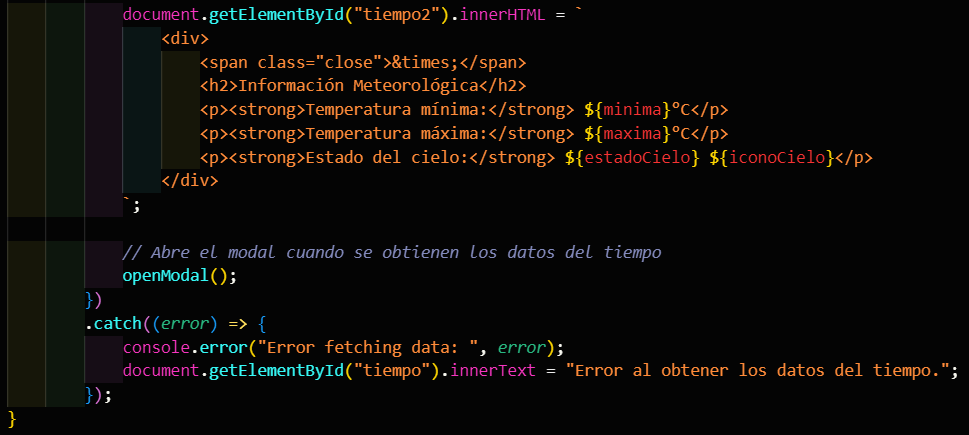 document.getElementById("tiempo2").innerHTML = `
<div>
<span class="close">&times;</span>
<h2>Información Meteorológica</h2>
<p><strong>Temperatura mínima:</strong> ${minima}ºC</p>
<p><strong>Temperatura máxima:</strong> ${maxima}ºC</p>
<p><strong>Estado del cielo:</strong> ${estadoCielo} ${iconoCielo}</p>
</div>
`;
// Abre el modal cuando se obtienen los datos del tiempo
openModal();
})
.catch((error) => {
console.error("Error fetching data: ", error);
document.getElementById("tiempo").innerText = "Error al obtener los datos del tiempo.";
});
}